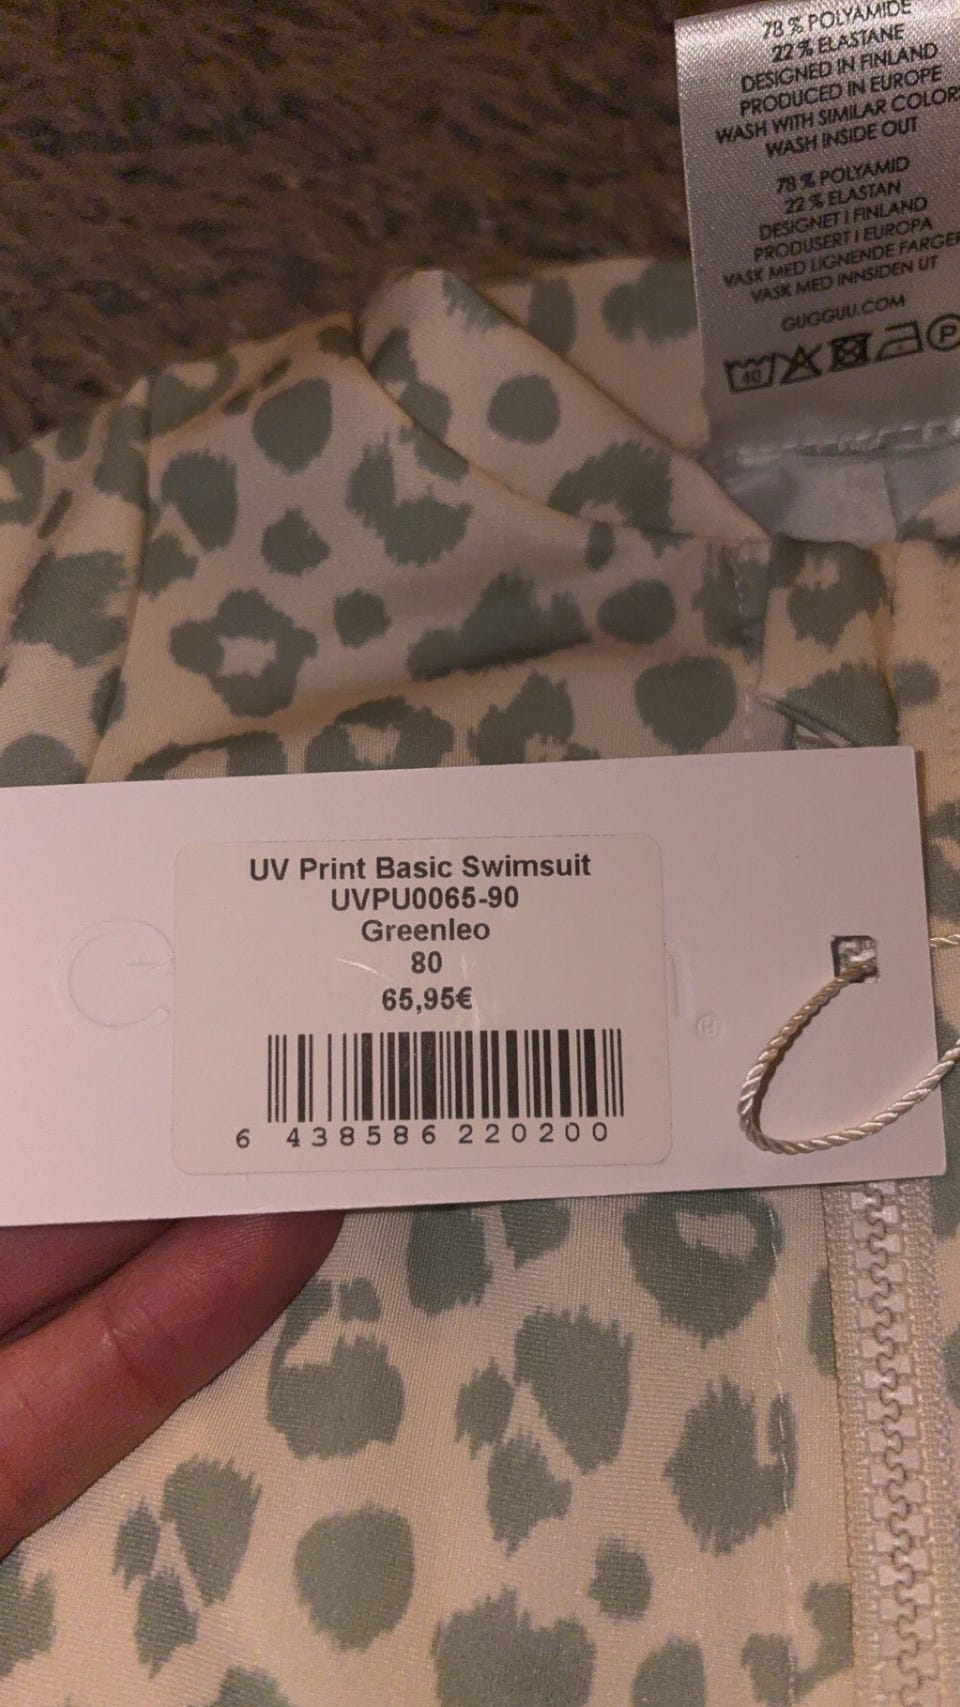 78 % POLYAMIDE
22 % ELASTANE
DESIGNED IN FINLAND
PRODUCED IN EUROPE
WASH WITH SIMILAR COLORS
WASH INSIDE OUT
78 % POLYAMID
22 % ELASTAN
DESIGNET I FINLAND
PRODUSERT I EUROPA
VASK MED LIGNENDE FARGER
VASK MED INNSIDEN UT
GUGGUU.COM
40
P
UV Print Basic Swimsuit
UVPU0065-90
Greenleo
80
65,95€
6 438586 220200
®